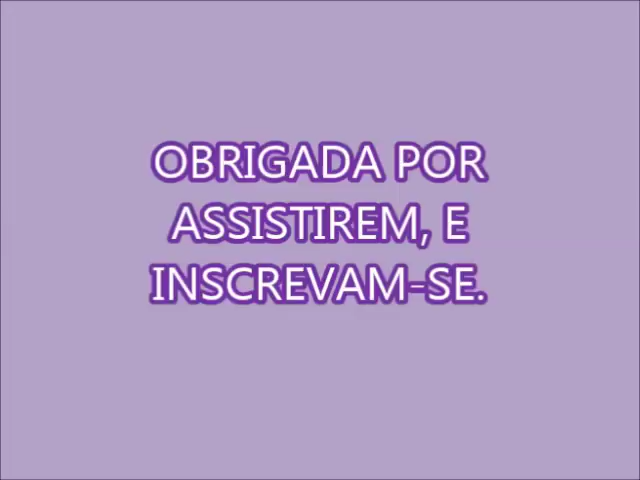 OBRIGADA POR
ASSISTIREM, E
INSCREVAM-SE.